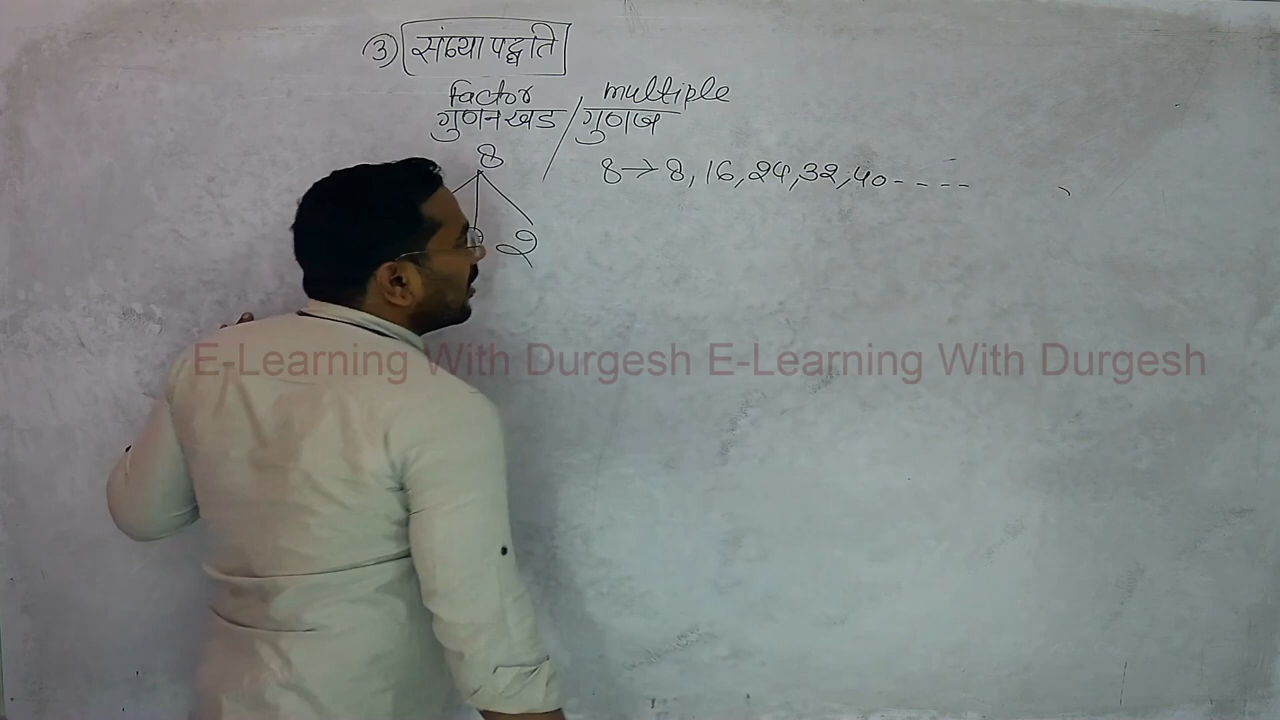 ③ संख्या पद्धति
factor / multiple
गुणनखड / गुणज
8
8→8, 16, 24, 32, 40-----
2
E-Learning With Durgesh E-Learning With Durgesh